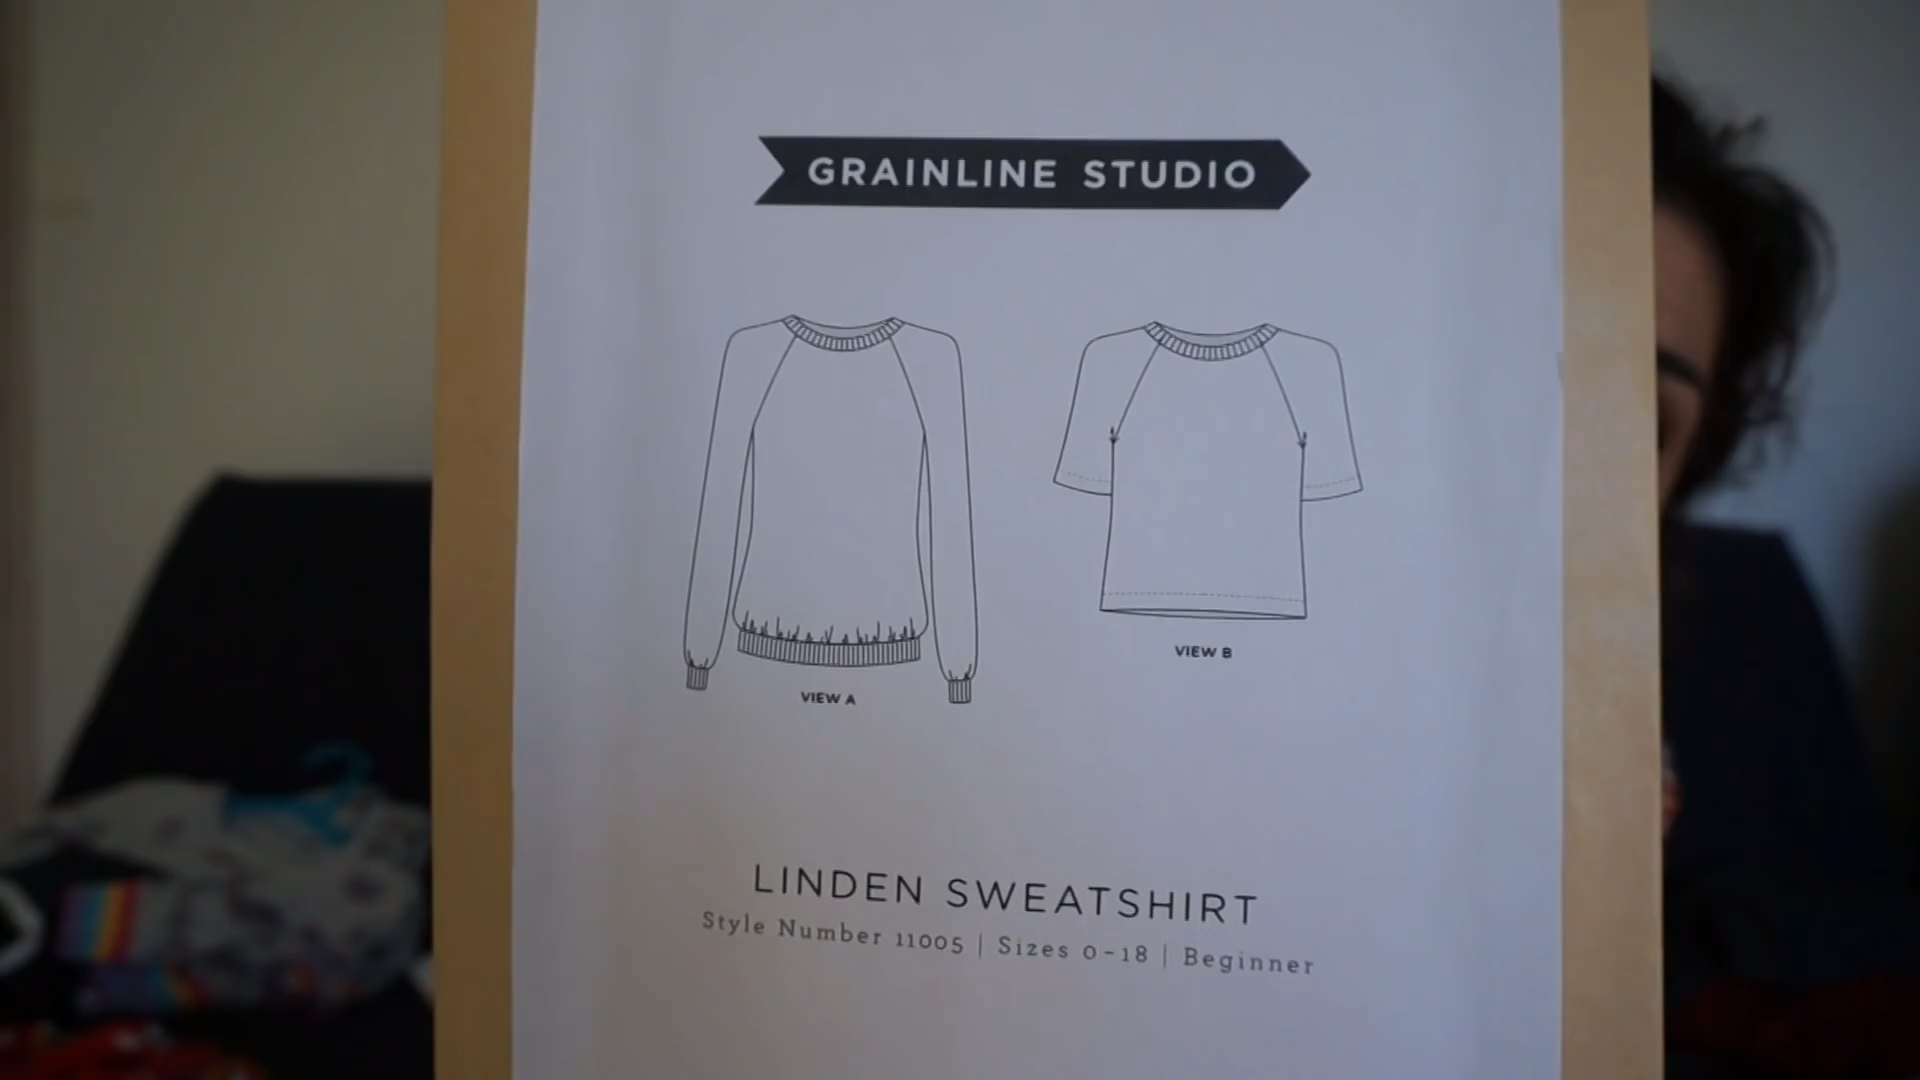 GRAINLINE STUDIO
VIEW A
VIEW B
LINDEN SWEATSHIRT
Style Number 11005 | Sizes 0-18 | Beginner